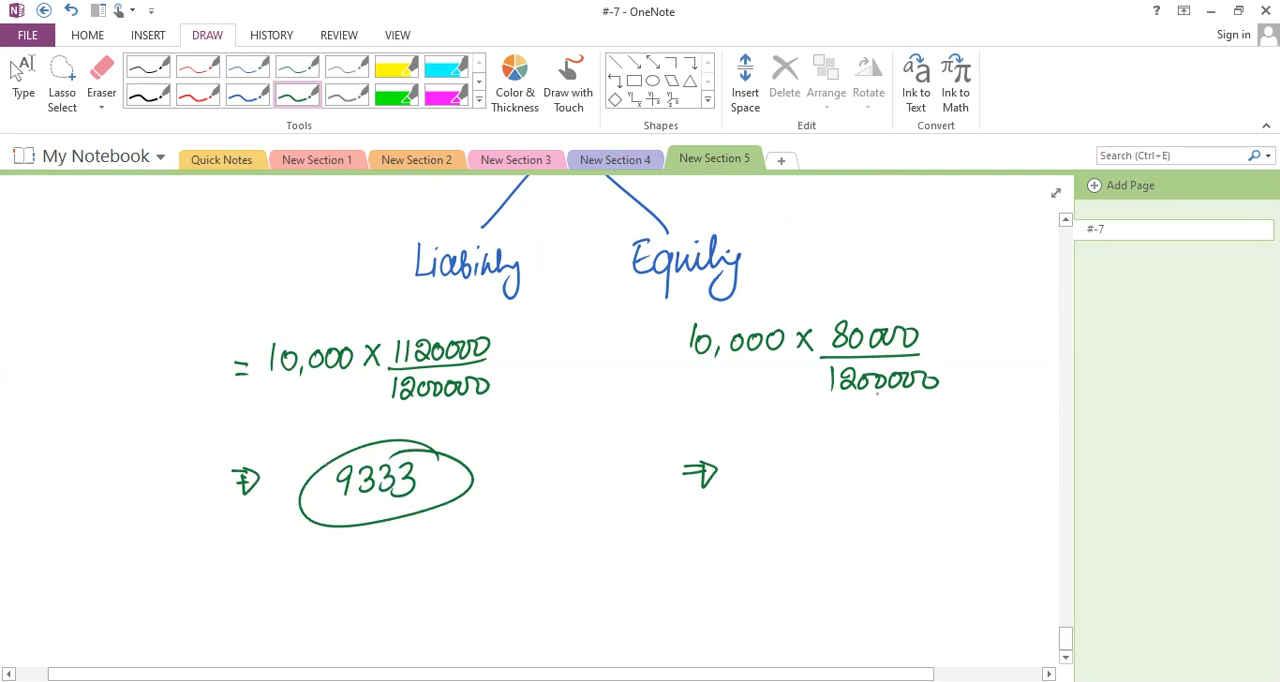 #-7 - OneNote
? Sign in
FILE HOME INSERT DRAW HISTORY REVIEW VIEW
Type Lasso Select Eraser Color & Thickness Draw with Touch Insert Space Delete Arrange Rotate Ink to Text Ink to Math
Tools Shapes Edit Convert
My Notebook Quick Notes New Section 1 New Section 2 New Section 3 New Section 4 New Section 5 Search (Ctrl+E)
Add Page
#-7
Liability Equity
= 10,000 × 1120000 / 1200000
10,000 × 80000 / 1200000
⇒ 9333
⇒